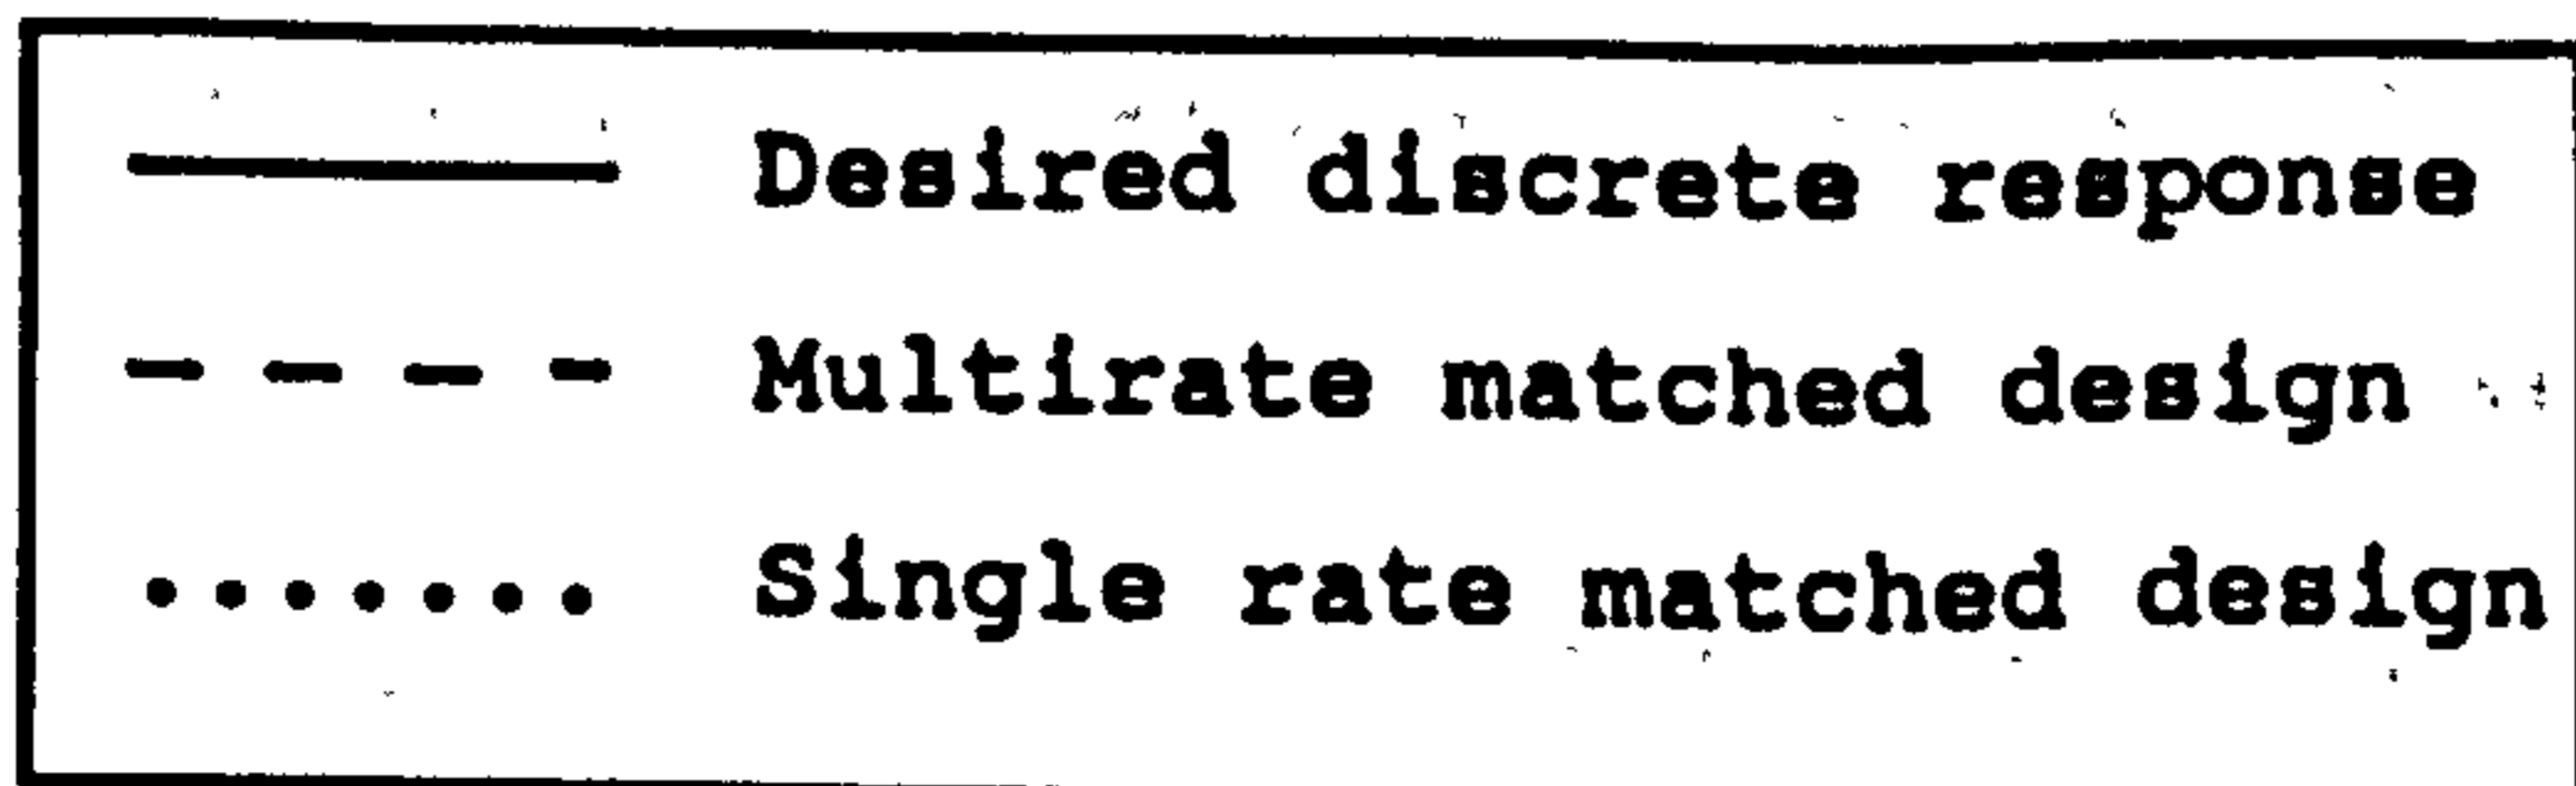 Desired discrete response
Multirate matched design
Single rate matched design